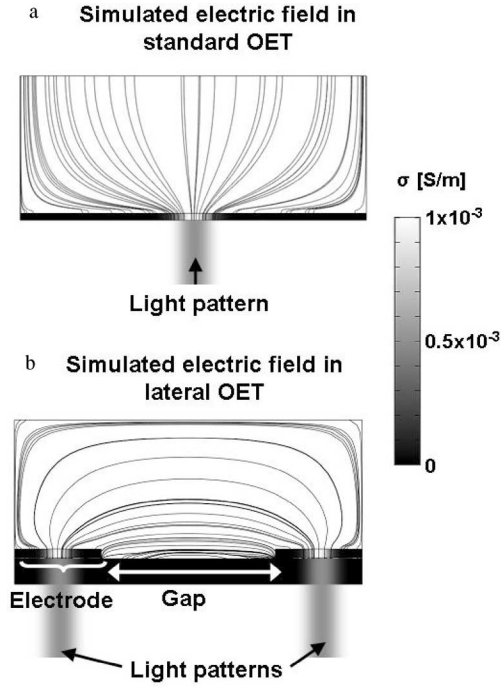 a
Simulated electric field in
standard OET
σ [S/m]
1x10⁻³
0.5x10⁻³
0
Light pattern
b
Simulated electric field in
lateral OET
Electrode
Gap
Light patterns